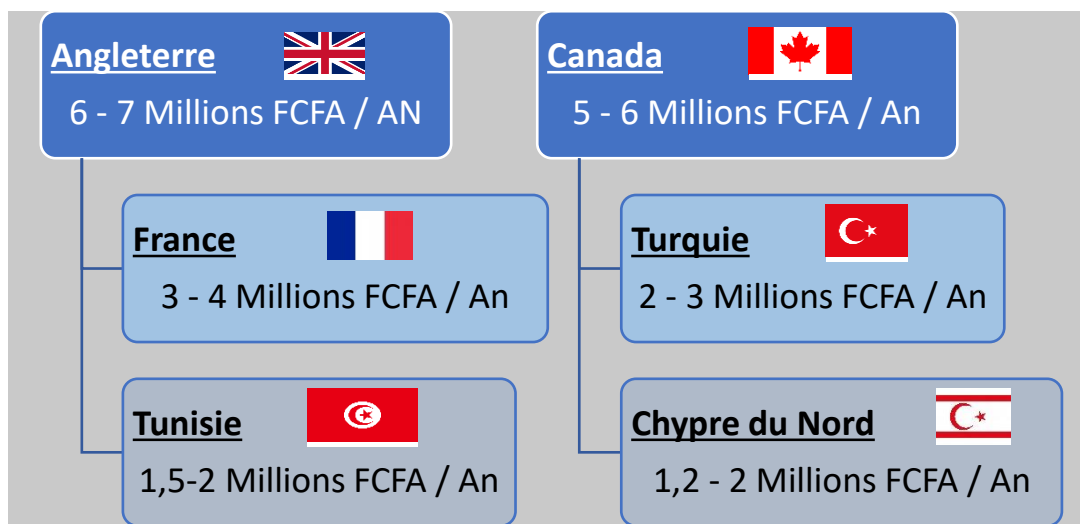 Angleterre
6 - 7 Millions FCFA / AN
Canada
5 - 6 Millions FCFA / An
France
3 - 4 Millions FCFA / An
Turquie
2 - 3 Millions FCFA / An
Tunisie
1,5-2 Millions FCFA / An
Chypre du Nord
1,2 - 2 Millions FCFA / An